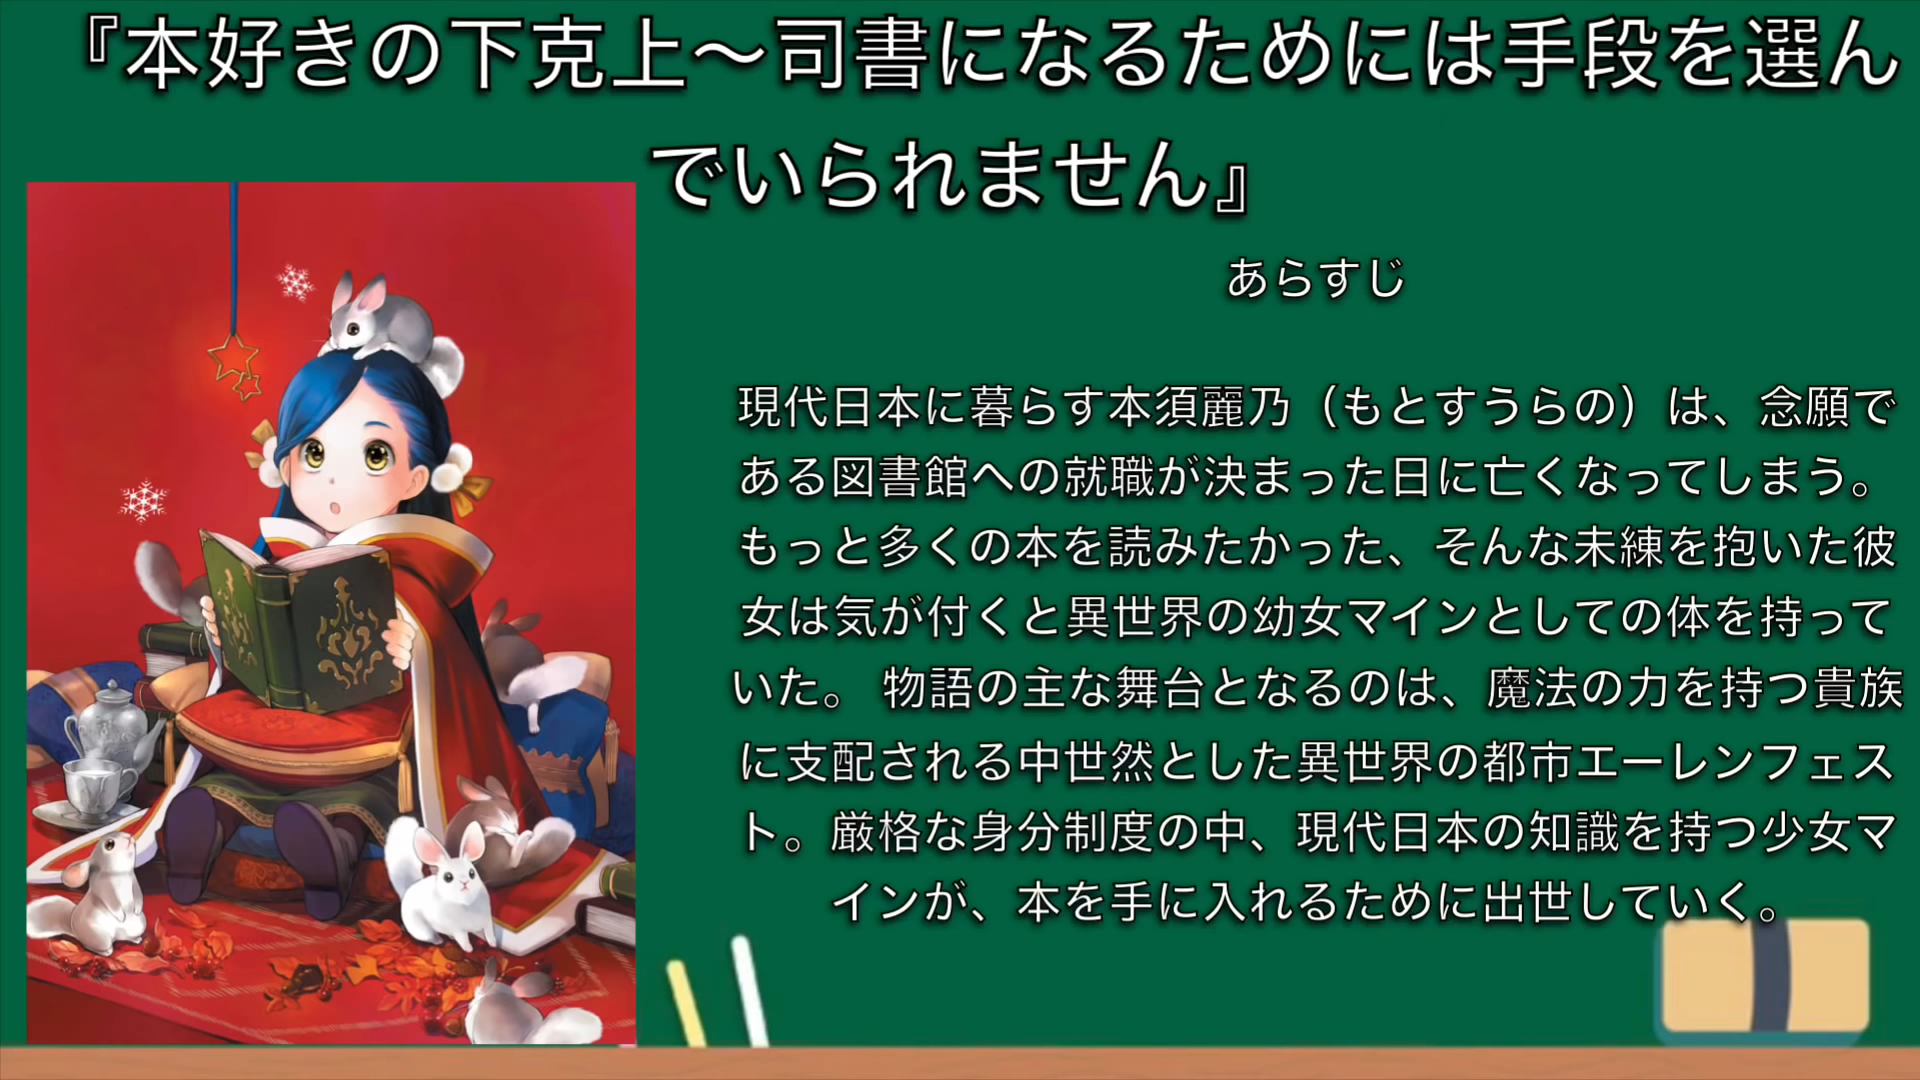 『本好きの下克上～司書になるためには手段を選ん
でいられません』
あらすじ
現代日本に暮らす本須麗乃（もとすうらの）は、念願で
ある図書館への就職が決まった日に亡くなってしまう。
もっと多くの本を読みたかった、そんな未練を抱いた彼
女は気が付くと異世界の幼女マインとしての体を持って
いた。 物語の主な舞台となるのは、魔法の力を持つ貴族
に支配される中世然とした異世界の都市エーレンフェス
ト。厳格な身分制度の中、現代日本の知識を持つ少女マ
インが、本を手に入れるために出世していく。